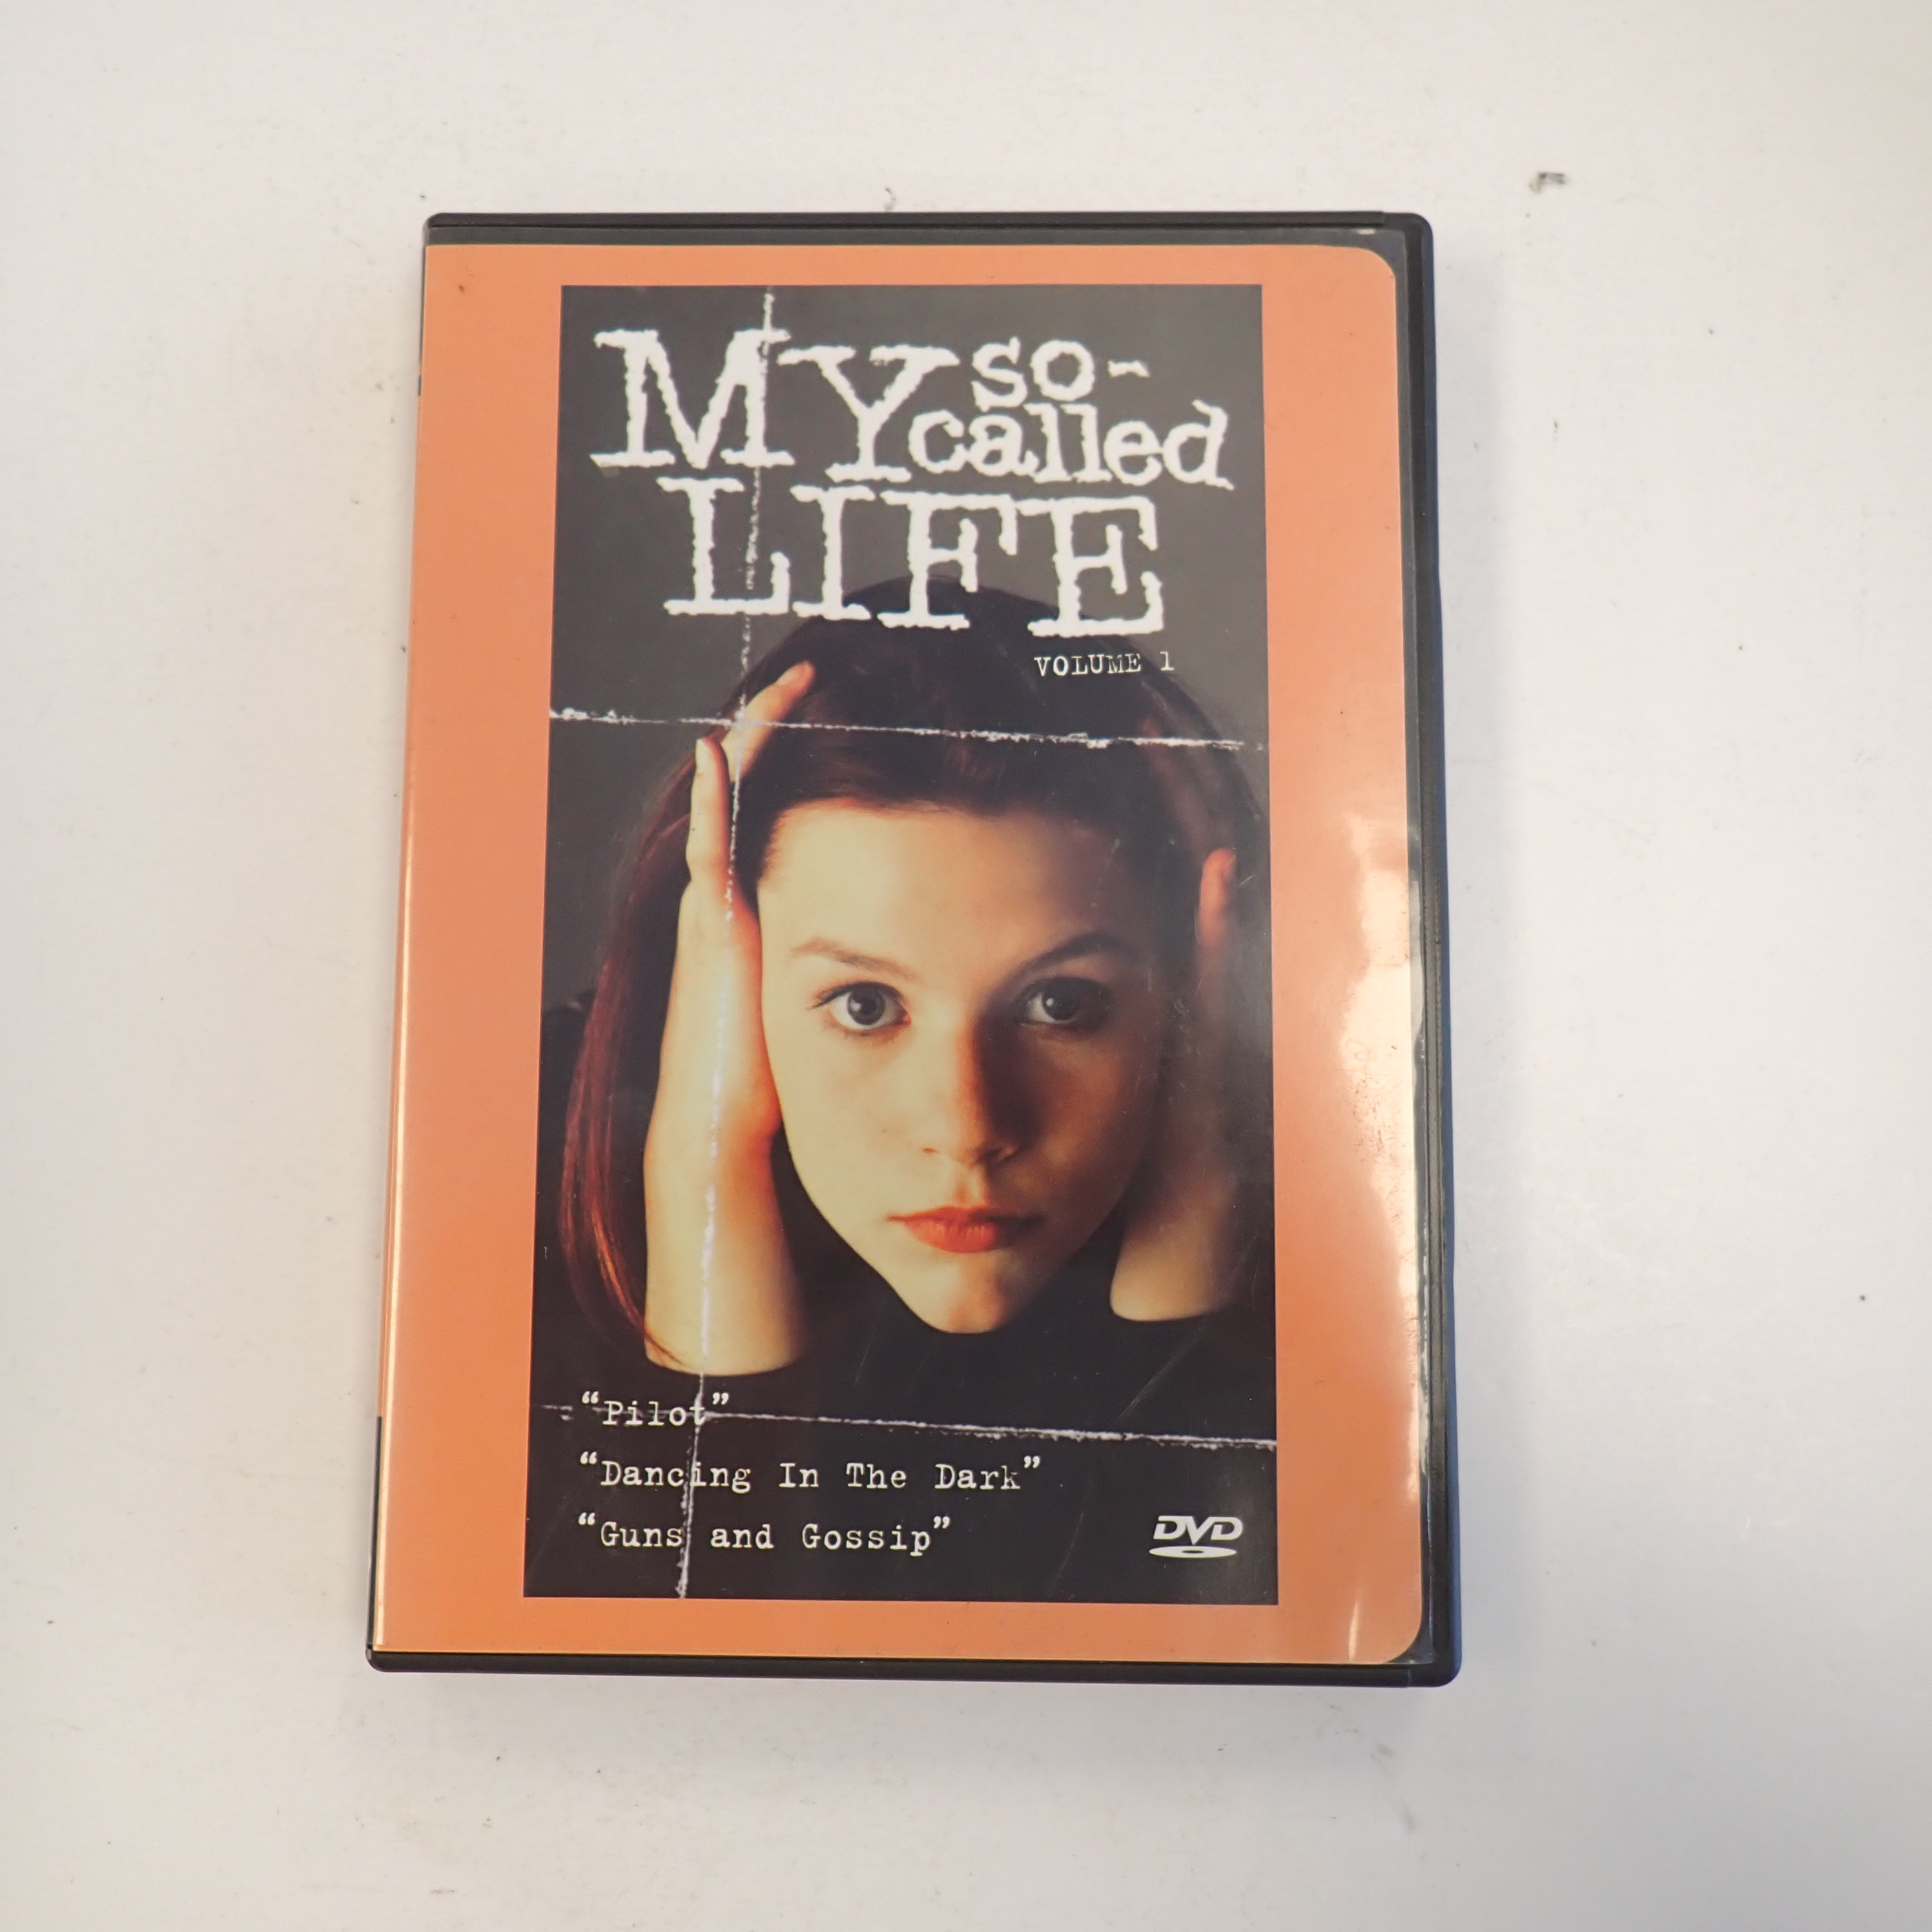 MY so-
called
LIFE
VOLUME 1
“Pilot”
“Dancing In The Dark”
“Guns and Gossip”
DVD